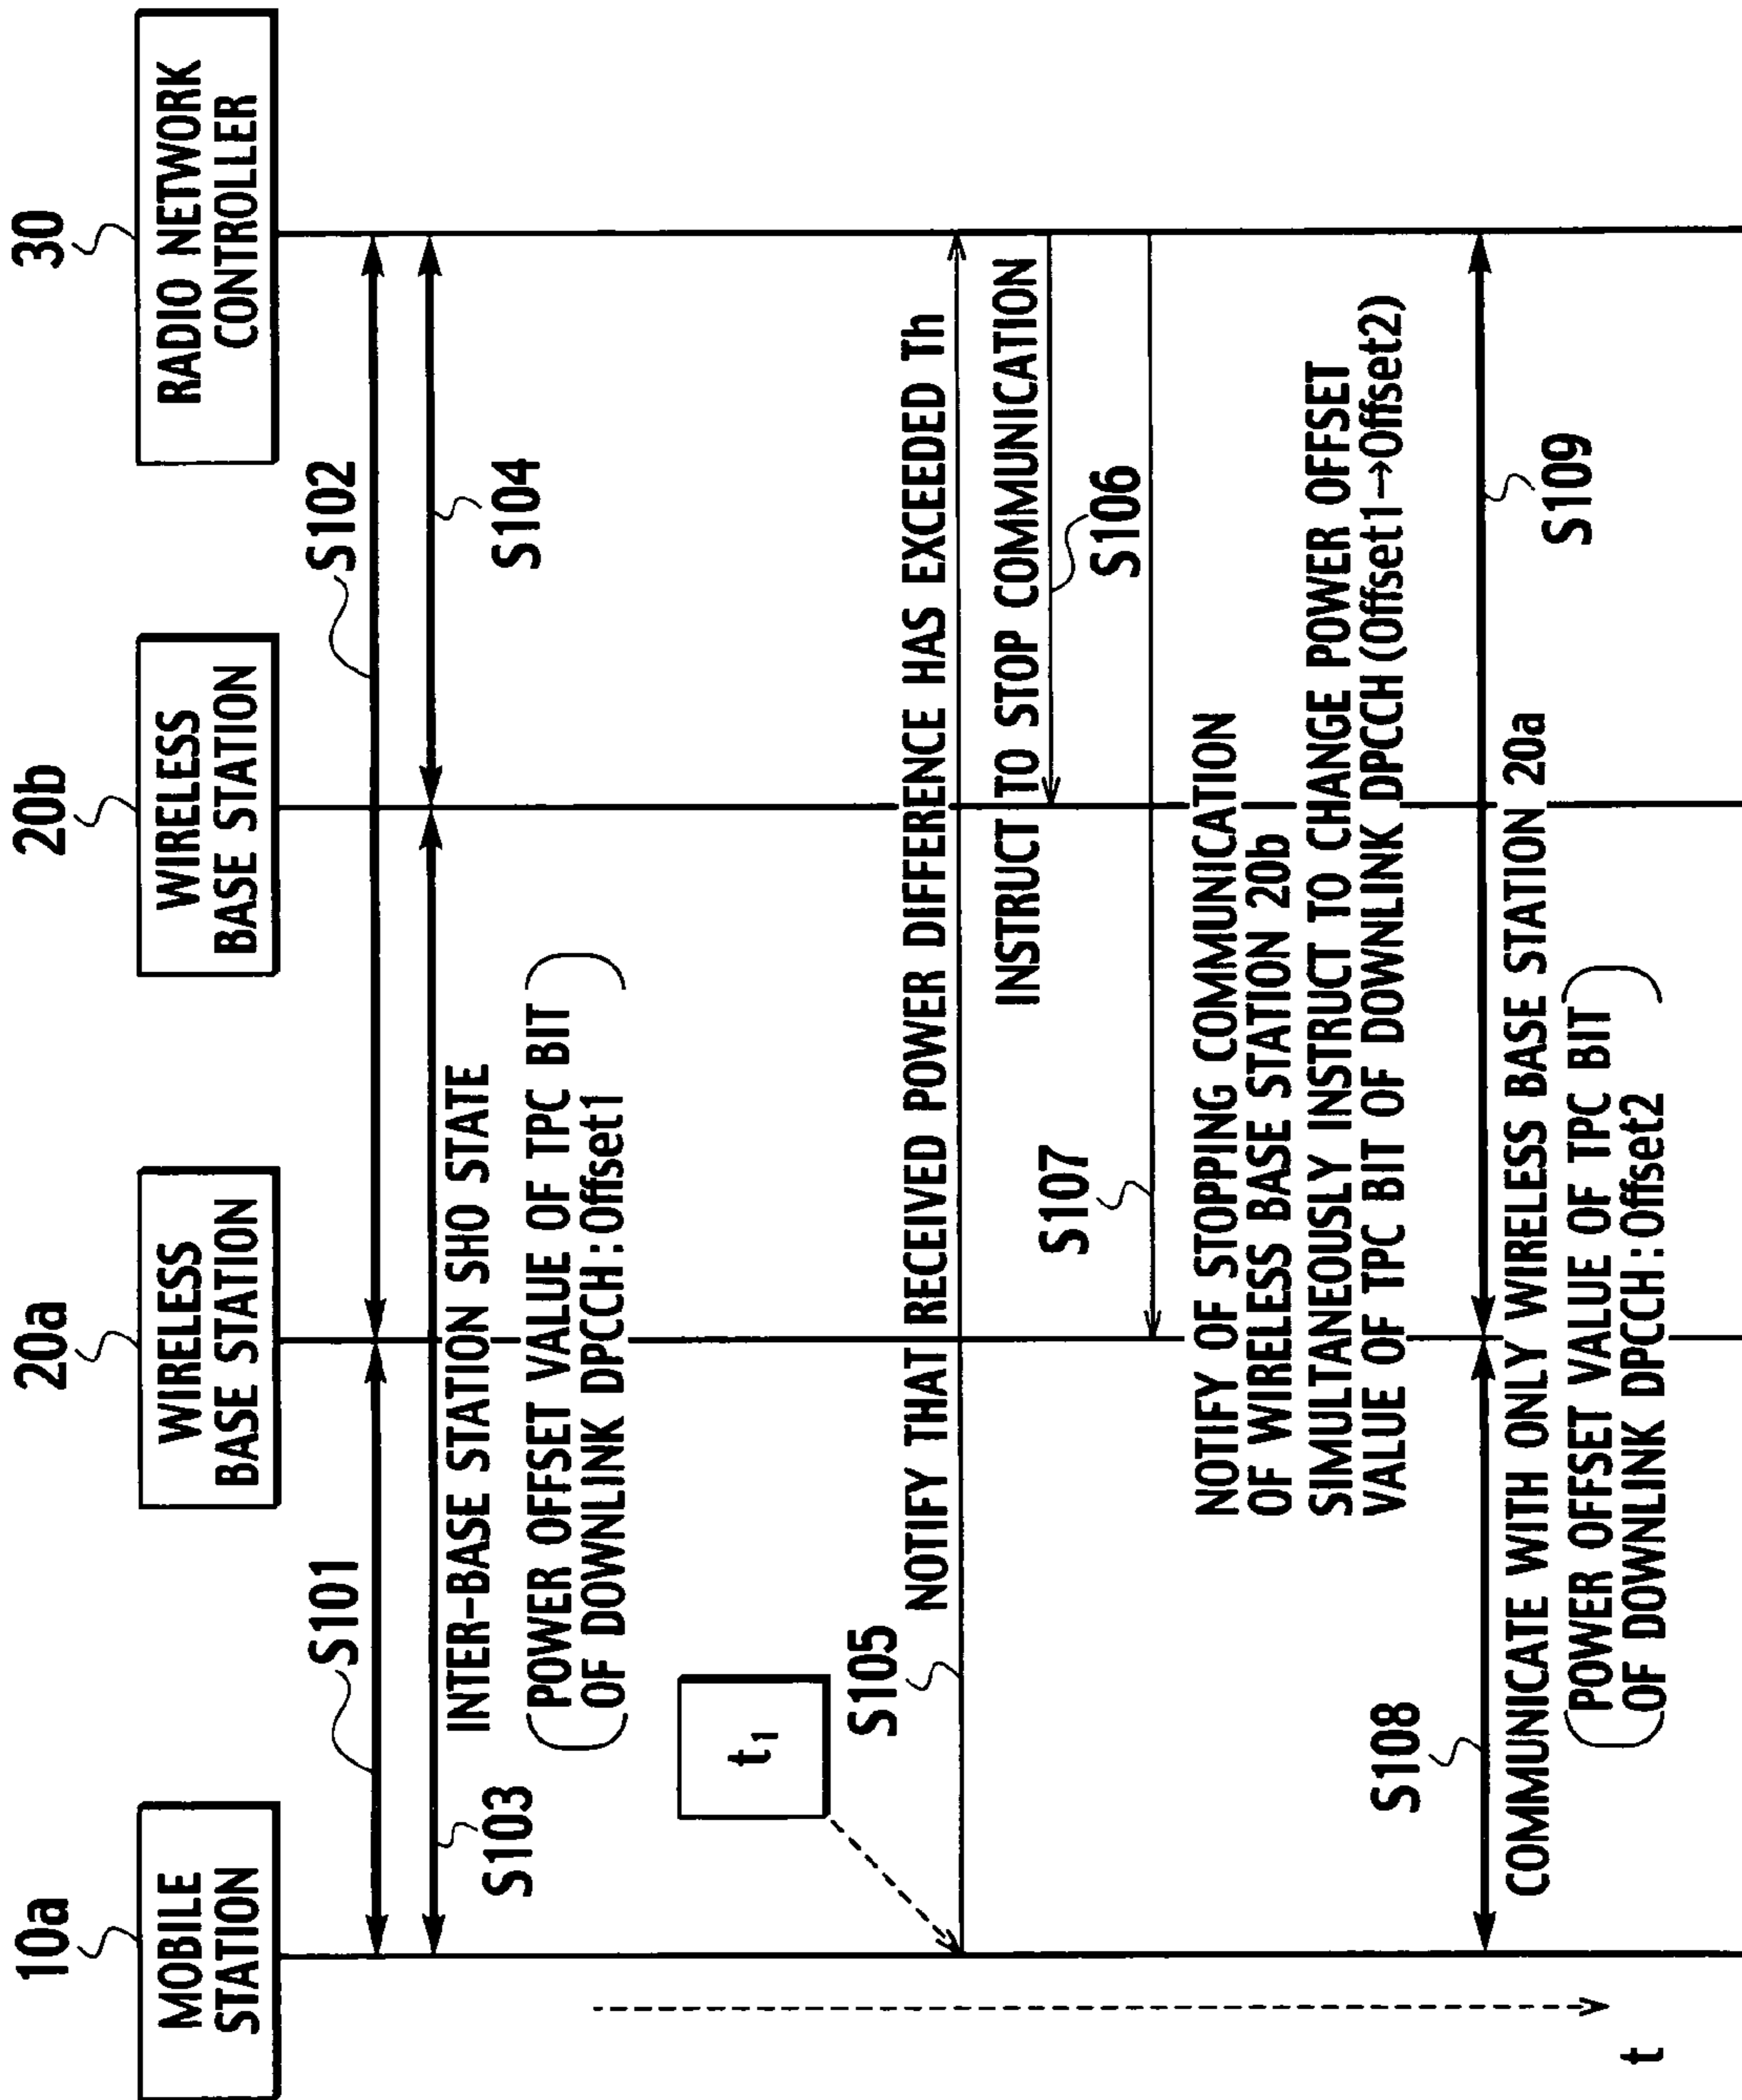 10a
20a
20b
30
MOBILE
STATION
WIRELESS
BASE STATION
WIRELESS
BASE STATION
RADIO NETWORK
CONTROLLER
S101
S102
S103
S104
INTER-BASE STATION SHO STATE
POWER OFFSET VALUE OF TPC BIT
OF DOWNLINK DPCCH:Offset1
t1
S105
NOTIFY THAT RECEIVED POWER DIFFERENCE HAS EXCEEDED Th
INSTRUCT TO STOP COMMUNICATION
S106
S107
NOTIFY OF STOPPING COMMUNICATION
OF WIRELESS BASE STATION 20b
SIMULTANEOUSLY INSTRUCT TO CHANGE POWER OFFSET
VALUE OF TPC BIT OF DOWNLINK DPCCH(Offset1→Offset2)
S108
S109
COMMUNICATE WITH ONLY WIRELESS BASE STATION 20a
POWER OFFSET VALUE OF TPC BIT
OF DOWNLINK DPCCH:Offset2
t